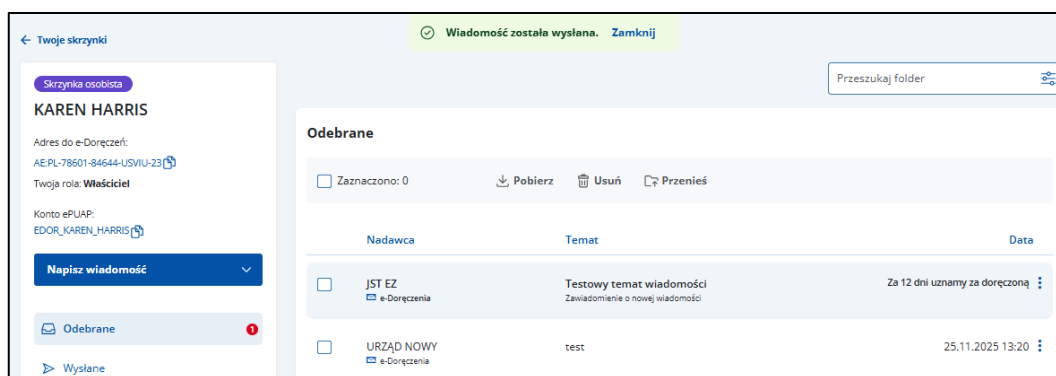 Twoje skrzynki
Wiadomość została wysłana. Zamknij
Skrzynka osobista
KAREN HARRIS
Adres do e-Doręczeń:
AE:PL-78601-84644-USVIU-23
Twoja rola: Właściciel
Konto ePUAP:
EDOR_KAREN_HARRIS
Napisz wiadomość
Odebrane 1
Wysłane
Przeszukaj folder
Odebrane
Zaznaczono: 0 Pobierz Usuń Przenieś
Nadawca Temat Data
JST EZ Testowy temat wiadomości Za 12 dni uznamy za doręczoną
e-Doręczenia Zawiadomienie o nowej wiadomości
URZĄD NOWY test 25.11.2025 13:20
e-Doręczenia